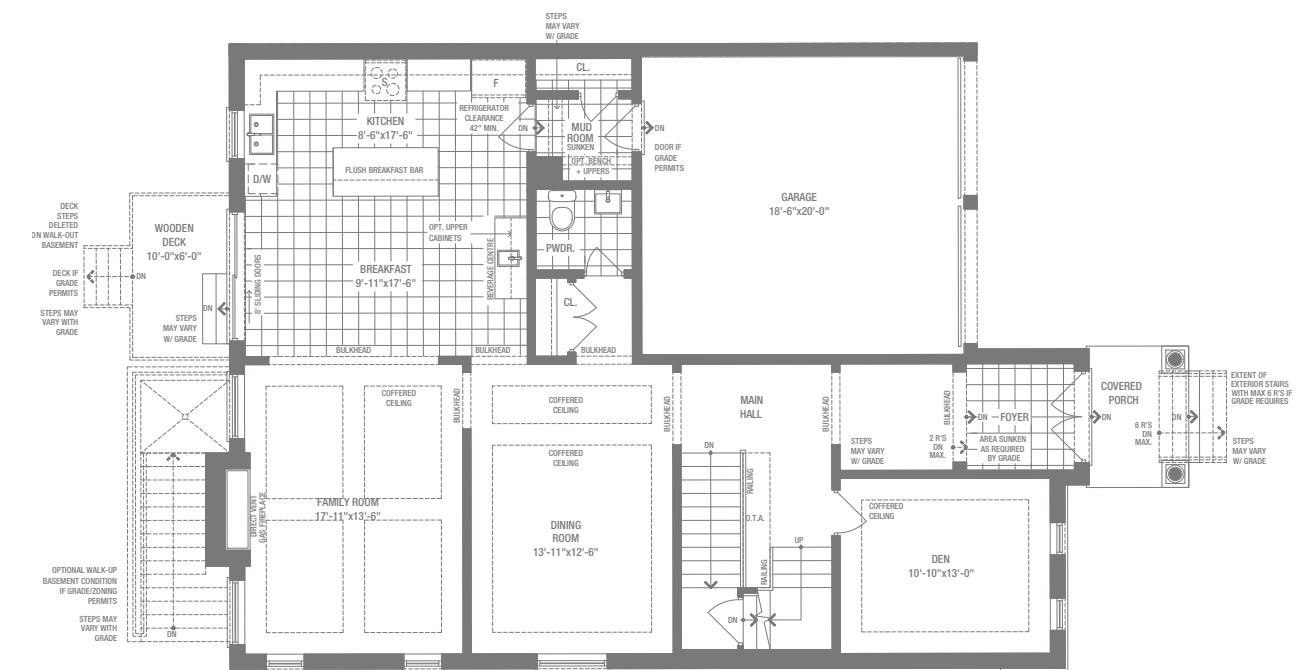 STEPS
MAY VARY
W/ GRADE
CL.
S
F
REFRIGERATOR
CLEARANCE
42" MIN.
KITCHEN
8'-6"x17'-6"
DN
MUD
ROOM
SUNKEN
OPT. BENCH
+ UPPERS
DN
DOOR IF
GRADE
PERMITS
D/W
FLUSH BREAKFAST BAR
GARAGE
18'-6"x20'-0"
DECK
STEPS
DELETED
ON WALK-OUT
BASEMENT
WOODEN
DECK
10'-0"x6'-0"
DN
DECK IF
GRADE
PERMITS
STEPS MAY
VARY WITH
GRADE
DN
STEPS
MAY VARY
W/ GRADE
8' SLIDING DOORS
OPT. UPPER
CABINETS
BEVERAGE CENTRE
BREAKFAST
9'-11"x17'-6"
PWDR.
CL.
BULKHEAD
BULKHEAD
BULKHEAD
COFFERED
CEILING
BULKHEAD
COFFERED
CEILING
BULKHEAD
MAIN
HALL
BULKHEAD
STEPS
MAY VARY
W/ GRADE
BULKHEAD
2 R'S
DN
MAX.
DN
FOYER
AREA SUNKEN
AS REQUIRED
BY GRADE
DN
COVERED
PORCH
6 R'S
DN
MAX.
DN
EXTENT OF
EXTERIOR STAIRS
WITH MAX 6 R'S IF
GRADE REQUIRES
STEPS
MAY VARY
W/ GRADE
COFFERED
CEILING
DN
RAILING
O.T.A.
RAILING
UP
DN
FAMILY ROOM
17'-11"x13'-6"
DIRECT VENT
GAS FIREPLACE
DINING
ROOM
13'-11"x12'-6"
COFFERED
CEILING
DEN
10'-10"x13'-0"
OPTIONAL WALK-UP
BASEMENT CONDITION
IF GRADE/ZONING
PERMITS
STEPS MAY
VARY WITH
GRADE
DN